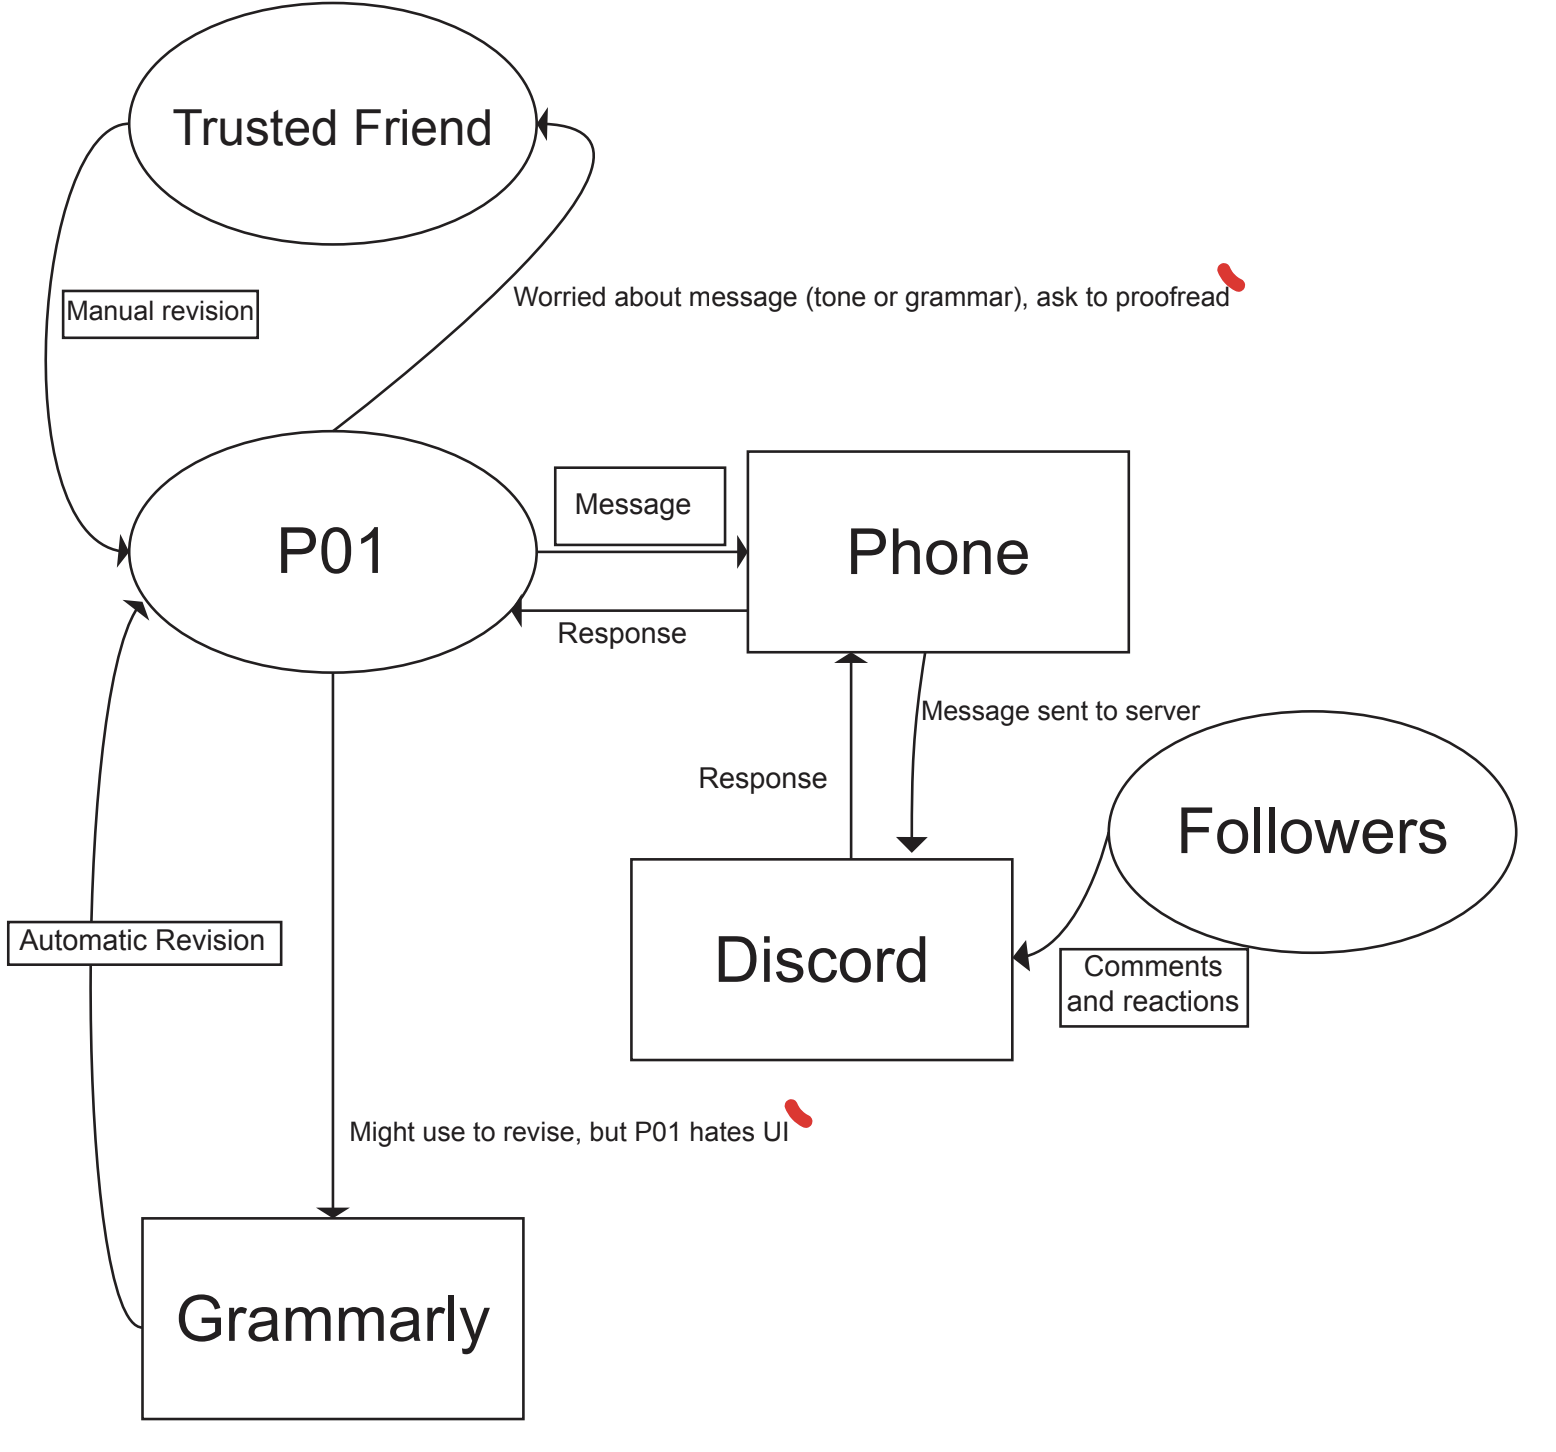 Trusted Friend
Manual revision
Worried about message (tone or grammar), ask to proofread
P01
Message
Phone
Response
Message sent to server
Response
Followers
Automatic Revision
Discord
Comments
and reactions
Might use to revise, but P01 hates UI
Grammarly